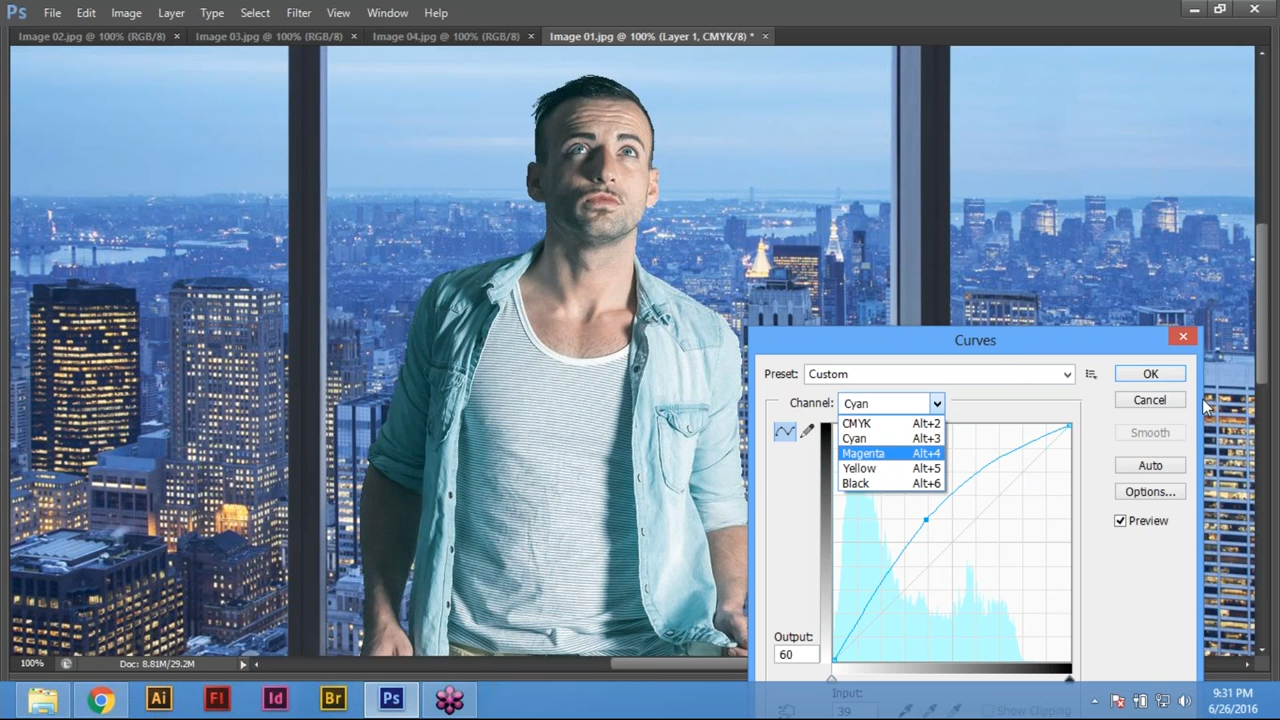 Ps File Edit Image Layer Type Select Filter View Window Help
Image 02.jpg @ 100% (RGB/8) × Image 03.jpg @ 100% (RGB/8) × Image 04.jpg @ 100% (RGB/8) × Image 01.jpg @ 100% (Layer 1, CMYK/8) * ×
Curves
Preset: Custom OK
Channel: Cyan Cancel
CMYK Alt+2
Cyan Alt+3 Smooth
Magenta Alt+4
Yellow Alt+5 Auto
Black Alt+6
Options...
Preview
Output:
60
100% Doc: 8.81M/29.2M
Input:
39 Show Clipping
Ai Fl Id Br Ps
9:31 PM
6/26/2016